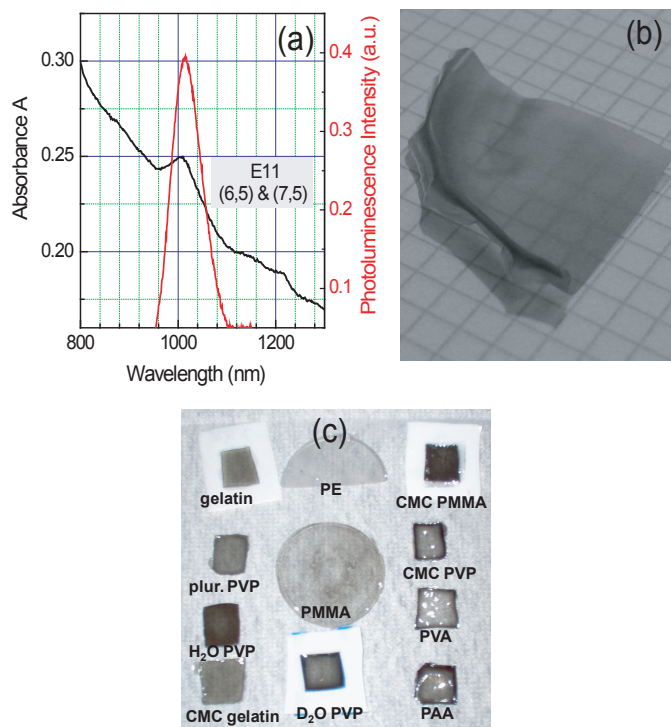 (a)
0.30
0.25
0.20
Absorbance A
800
1000
1200
Wavelength (nm)
0.4
0.3
0.2
0.1
Photoluminescence Intensity (a.u.)
E11
(6,5) & (7,5)
(b)
(c)
gelatin
PE
CMC PMMA
plur. PVP
PMMA
CMC PVP
H₂O PVP
PVA
CMC gelatin
D₂O PVP
PAA